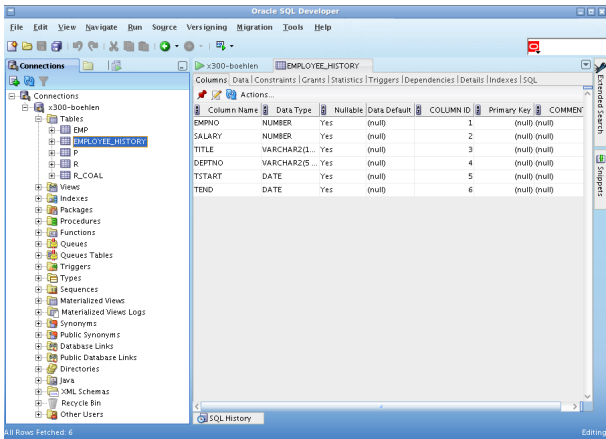 Oracle SQL Developer
File Edit View Navigate Run Source Versigning Migration Tools Help
Connections
x300-boehlen
EMPLOYEE_HISTORY
Columns Data Constraints Grants Statistics Triggers Dependencies Details Indexes SQL
Actions...
Column Name Data Type Nullable Data Default COLUMN ID Primary Key COMMEN
EMPNO NUMBER Yes (null) 1 (null) (null)
SALARY NUMBER Yes (null) 2 (null) (null)
TITLE VARCHAR2(1... Yes (null) 3 (null) (null)
DEPTNO VARCHAR2(5 ... Yes (null) 4 (null) (null)
TSTART DATE Yes (null) 5 (null) (null)
TEND DATE Yes (null) 6 (null) (null)
Connections
x300-boehlen
Tables
EMP
EMPLOYEE_HISTORY
P
R
R_COAL
Views
Indexes
Packages
Procedures
Functions
Queues
Queues Tables
Triggers
Types
Sequences
Materialized Views
Materialized Views Logs
Synonyms
Public Synonyms
Database Links
Public Database Links
Directories
Java
XML Schemas
Recycle Bin
Other Users
Extended Search
Snippets
SQL History
All Rows Fetched: 6
Editing